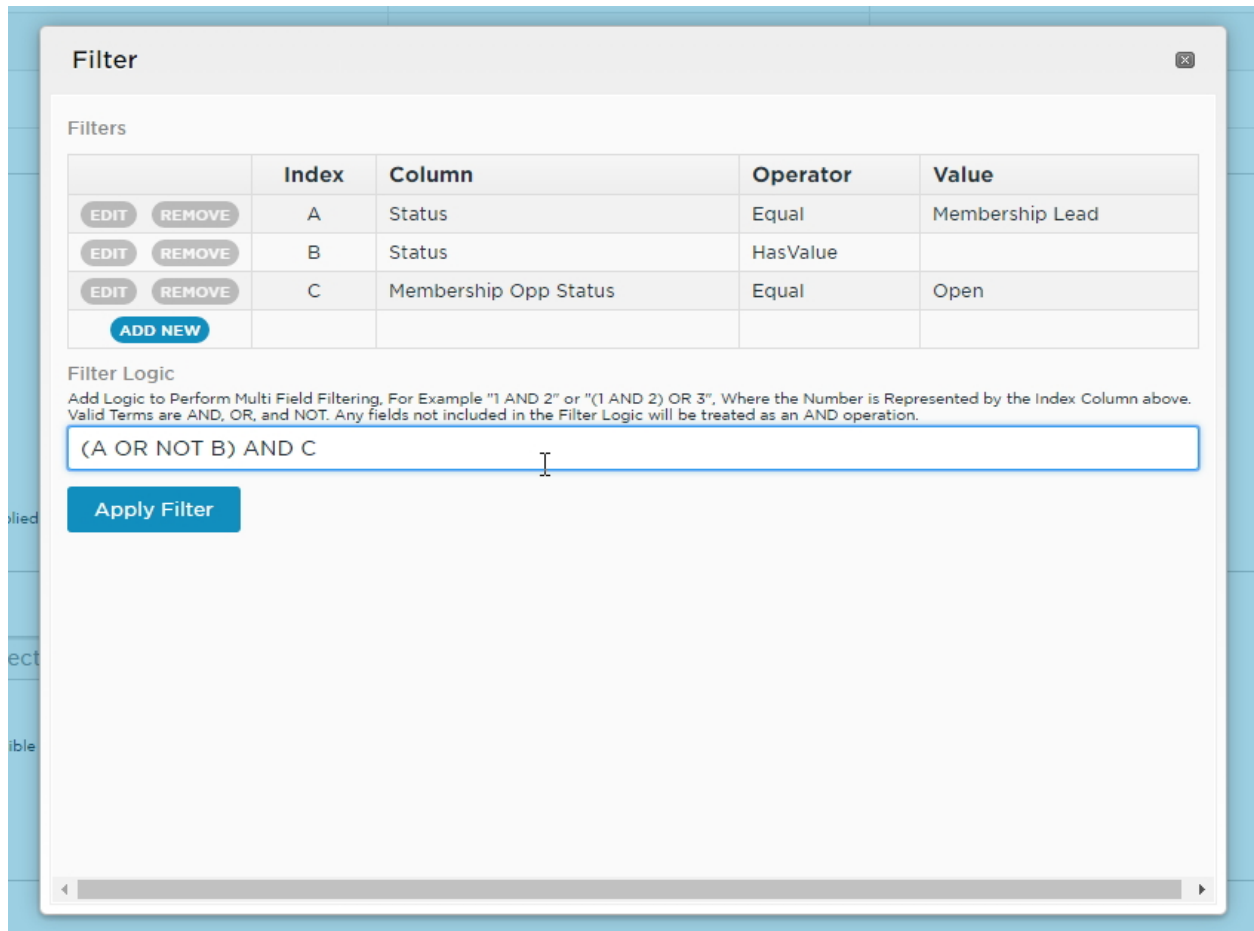 Filter
Filters
Index Column Operator Value
EDIT REMOVE A Status Equal Membership Lead
EDIT REMOVE B Status HasValue
EDIT REMOVE C Membership Opp Status Equal Open
ADD NEW
Filter Logic
Add Logic to Perform Multi Field Filtering, For Example "1 AND 2" or "(1 AND 2) OR 3", Where the Number is Represented by the Index Column above.
Valid Terms are AND, OR, and NOT. Any fields not included in the Filter Logic will be treated as an AND operation.
(A OR NOT B) AND C
Apply Filter
plied
ect
ible